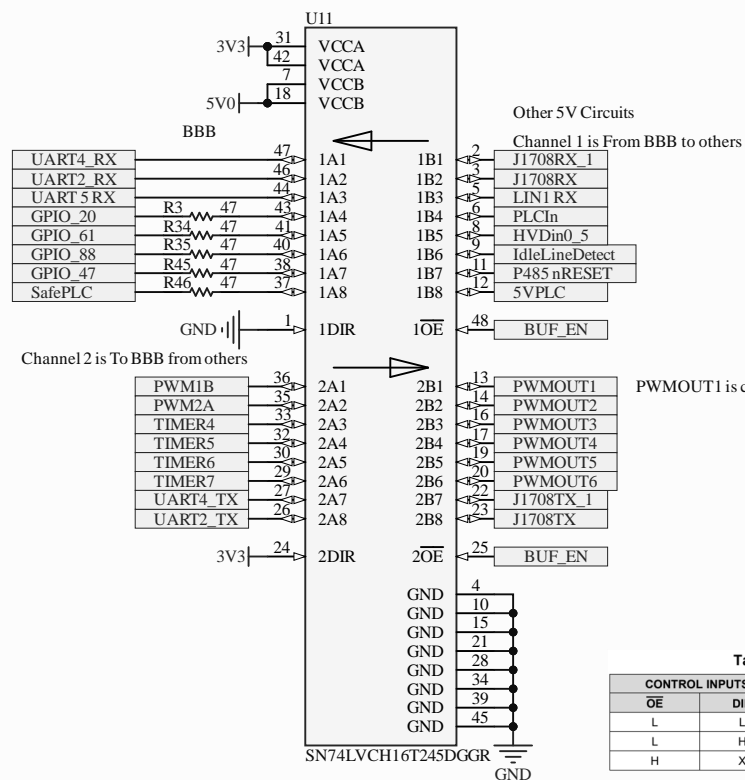 U11
3V3 31 VCCA
42 VCCA
7 VCCB
5V0 18 VCCB
BBB
Other 5V Circuits
Channel 1 is From BBB to others
UART4_RX 47 1A1 1B1 2 J1708RX_1
UART2_RX 46 1A2 1B2 3 J1708RX
UART5 RX 44 1A3 1B3 5 LIN1 RX
GPIO_20 R3 47 43 1A4 1B4 6 PLCIn
GPIO_61 R34 47 41 1A5 1B5 8 HVDin0_5
GPIO_88 R35 47 40 1A6 1B6 9 IdleLineDetect
GPIO_47 R45 47 38 1A7 1B7 11 P485 nRESET
SafePLC R46 47 37 1A8 1B8 12 5VPLC
GND 1 1DIR 1OE 48 BUF_EN
Channel 2 is To BBB from others
PWM1B 36 2A1 2B1 13 PWMOUT1 PWMOUT1 is
PWM2A 35 2A2 2B2 14 PWMOUT2
TIMER4 33 2A3 2B3 16 PWMOUT3
TIMER5 32 2A4 2B4 17 PWMOUT4
TIMER6 30 2A5 2B5 19 PWMOUT5
TIMER7 29 2A6 2B6 20 PWMOUT6
UART4_TX 27 2A7 2B7 22 J1708TX_1
UART2_TX 26 2A8 2B8 23 J1708TX
3V3 24 2DIR 2OE 25 BUF_EN
GND 4
GND 10
GND 15
GND 21
GND 28
GND 34
GND 39
GND 45
SN74LVCH16T245DGGR
GND
CONTROL INPUTS
OE
L L
L H
H X